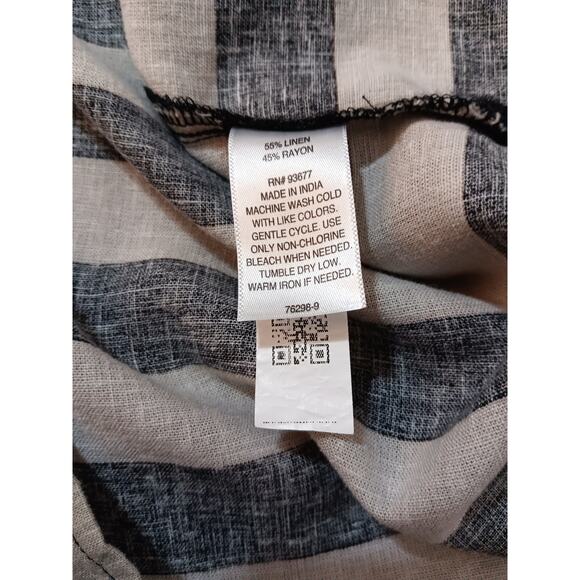 55% LINEN
45% RAYON
RN# 93677
MADE IN INDIA
MACHINE WASH COLD
WITH LIKE COLORS.
GENTLE CYCLE. USE
ONLY NON-CHLORINE
BLEACH WHEN NEEDED.
TUMBLE DRY LOW.
WARM IRON IF NEEDED.
76298-9